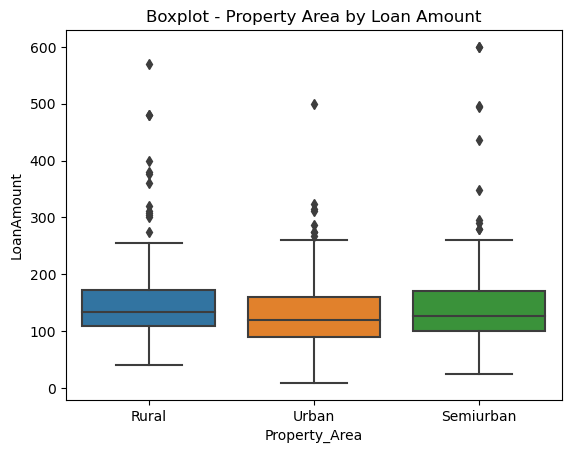 Boxplot - Property Area by Loan Amount
600
500
400
300
200
100
0
LoanAmount
Rural
Urban
Semiurban
Property_Area